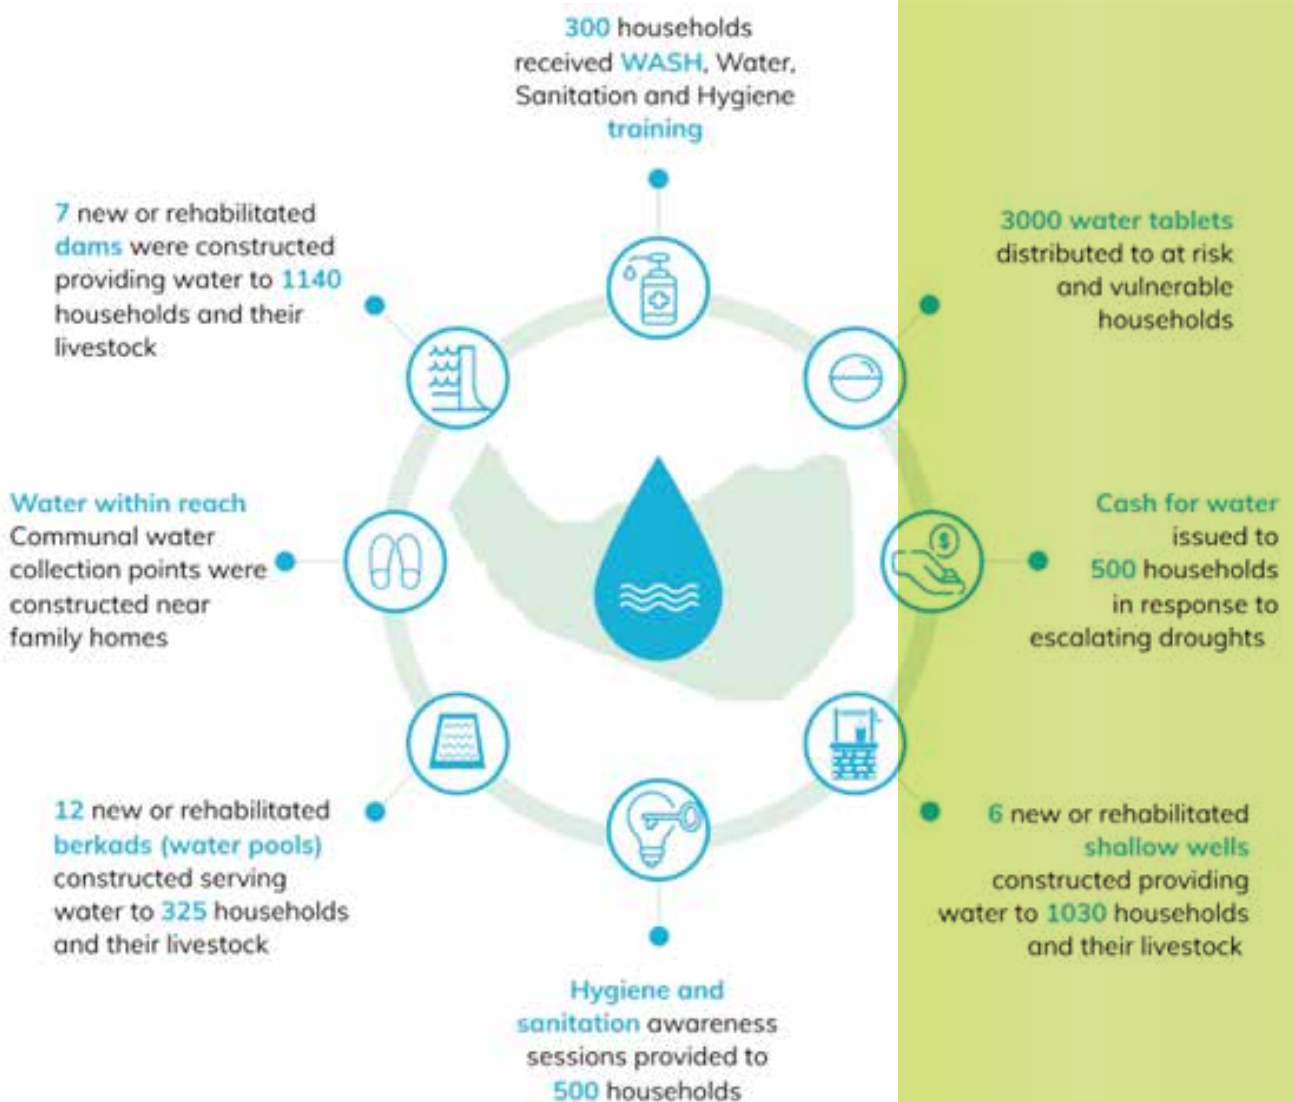 300 households
received WASH, Water,
Sanitation and Hygiene
training
7 new or rehabilitated
dams were constructed
providing water to 1140
households and their
livestock
3000 water tablets
distributed to at risk
and vulnerable
households
Water within reach
Communal water
collection points were
constructed near
family homes
$
Cash for water
issued to
500 households
in response to
escalating droughts
12 new or rehabilitated
berkads (water pools)
constructed serving
water to 325 households
and their livestock
6 new or rehabilitated
shallow wells
constructed providing
water to 1030 households
and their livestock
Hygiene and
sanitation awareness
sessions provided to
500 households